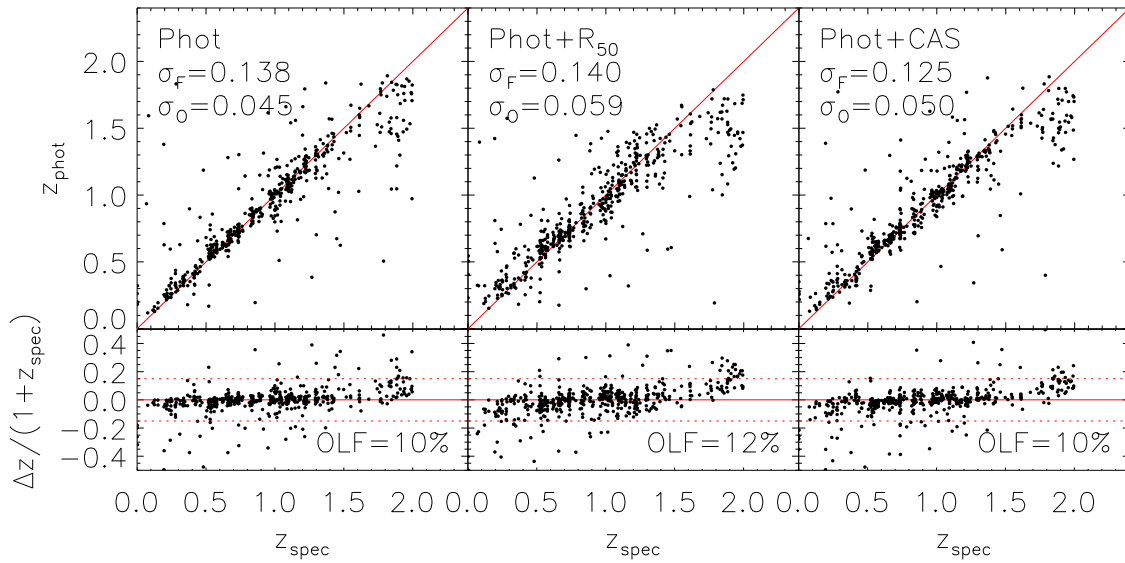 Phot
σF=0.138
σO=0.045
Phot+R50
σF=0.140
σO=0.059
Phot+CAS
σF=0.125
σO=0.050
zphot
2.0
1.5
1.0
0.5
0.0
Δz/(1+zspec)
0.4
0.2
0.0
−0.2
−0.4
OLF=10%
OLF=12%
OLF=10%
0.0 0.5 1.0 1.5 2.0 0.0 0.5 1.0 1.5 2.0 0.0 0.5 1.0 1.5 2.0
zspec zspec zspec